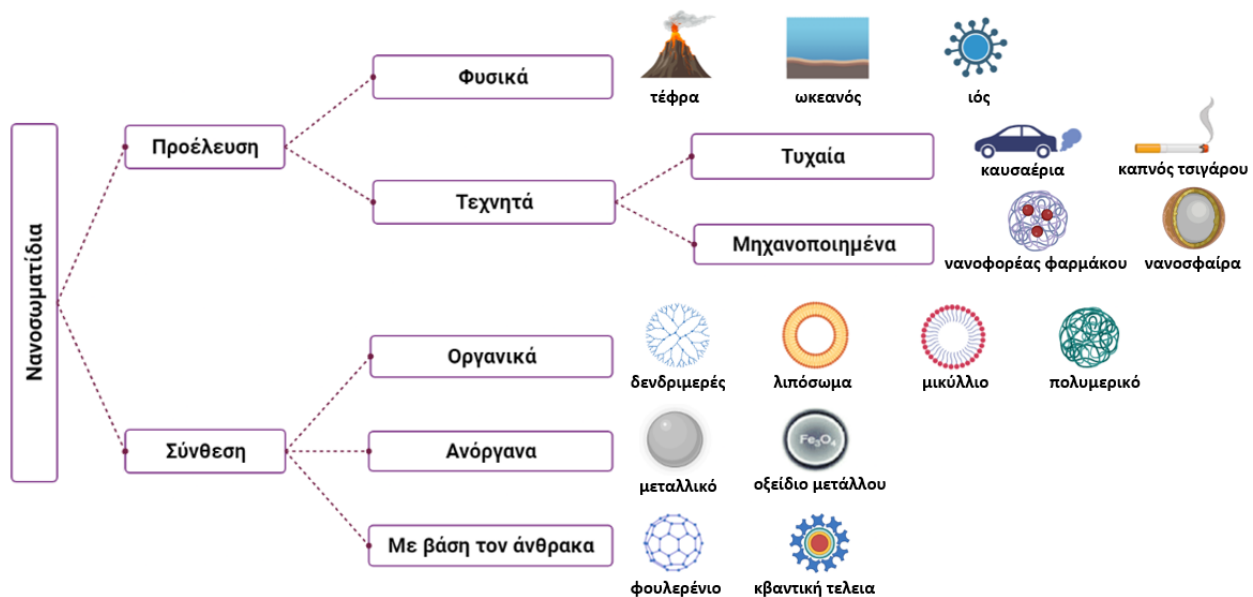 Νανοσωματίδια
Προέλευση
Φυσικά
τέφρα
ωκεανός
ιός
Τεχνητά
Τυχαία
καυσαέρια
καπνός τσιγάρου
Μηχανοποιημένα
νανοφορέας φαρμάκου
νανοσφαίρα
Σύνθεση
Οργανικά
δενδριμερές
λιπόσωμα
μικύλλιο
πολυμερικό
Ανόργανα
μεταλλικό
Fe₃O₄
οξείδιο μετάλλου
Με βάση τον άνθρακα
φουλερένιο
κβαντική τελεια